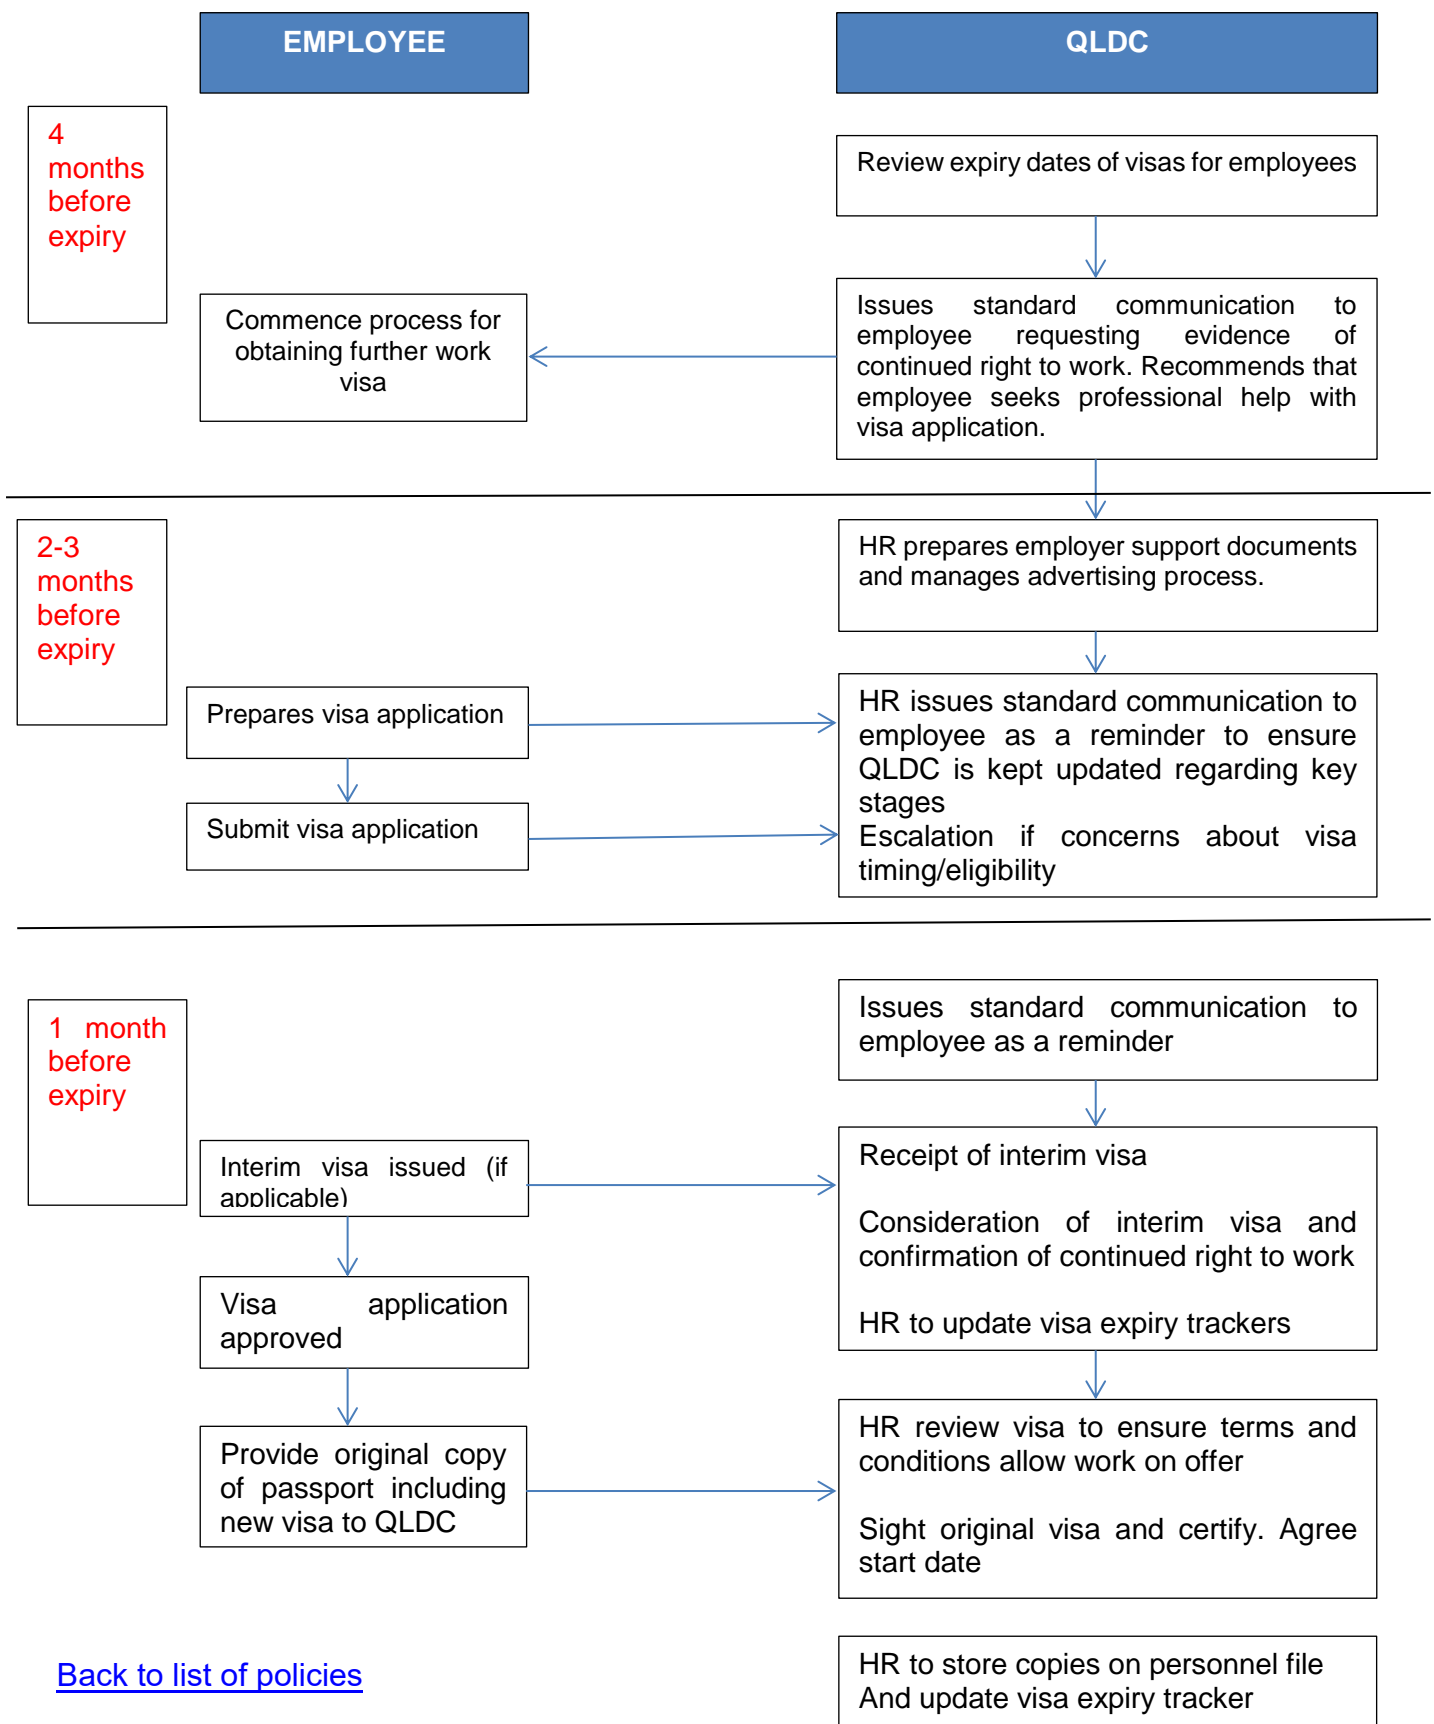 EMPLOYEE
QLDC
4
months
before
expiry
Review expiry dates of visas for employees
Issues standard communication to
employee requesting evidence of
continued right to work. Recommends that
employee seeks professional help with
visa application.
Commence process for
obtaining further work
visa
2-3
months
before
expiry
HR prepares employer support documents
and manages advertising process.
Prepares visa application
HR issues standard communication to
employee as a reminder to ensure
QLDC is kept updated regarding key
stages
Escalation if concerns about visa
timing/eligibility
Submit visa application
1 month
before
expiry
Issues standard communication to
employee as a reminder
Interim visa issued (if
applicable)
Receipt of interim visa
Consideration of interim visa and
confirmation of continued right to work
HR to update visa expiry trackers
Visa application
approved
Provide original copy
of passport including
new visa to QLDC
HR review visa to ensure terms and
conditions allow work on offer
Sight original visa and certify. Agree
start date
Back to list of policies
HR to store copies on personnel file
And update visa expiry tracker